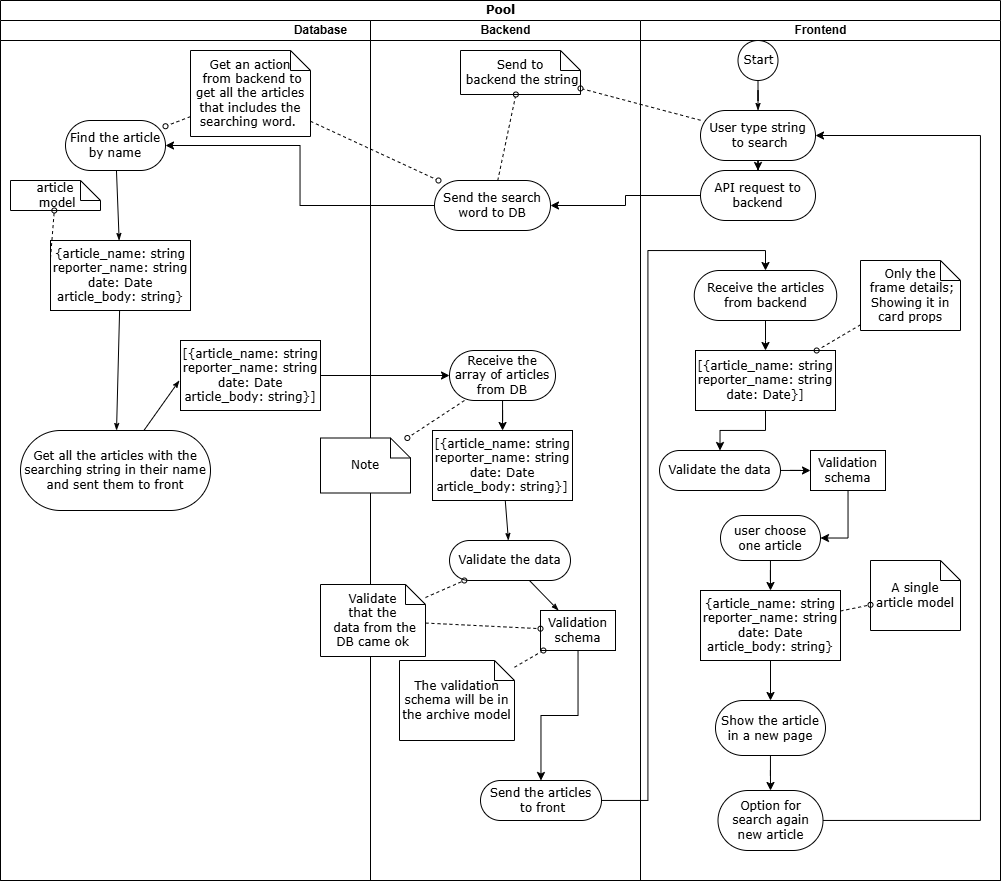 Pool
Database
Backend
Frontend
Get an action
from backend to
get all the articles
that includes the
searching word.
Find the article
by name
article
model
{article_name: string
reporter_name: string
date: Date
article_body: string}
[{article_name: string
reporter_name: string
date: Date
article_body: string}]
Get all the articles with the
searching string in their name
and sent them to front
Send to
backend the string
Send the search
word to DB
Receive the
array of articles
from DB
Note
[{article_name: string
reporter_name: string
date: Date
article_body: string}]
Validate the data
Validate
that the
data from the
DB came ok
Validation
schema
The validation
schema will be in
the archive model
Send the articles
to front
Start
User type string
to search
API request to
backend
Receive the articles
from backend
Only the
frame details;
Showing it in
card props
[{article_name: string
reporter_name: string
date: Date}]
Validate the data
Validation
schema
user choose
one article
{article_name: string
reporter_name: string
date: Date
article_body: string}
A single
article model
Show the article
in a new page
Option for
search again
new article